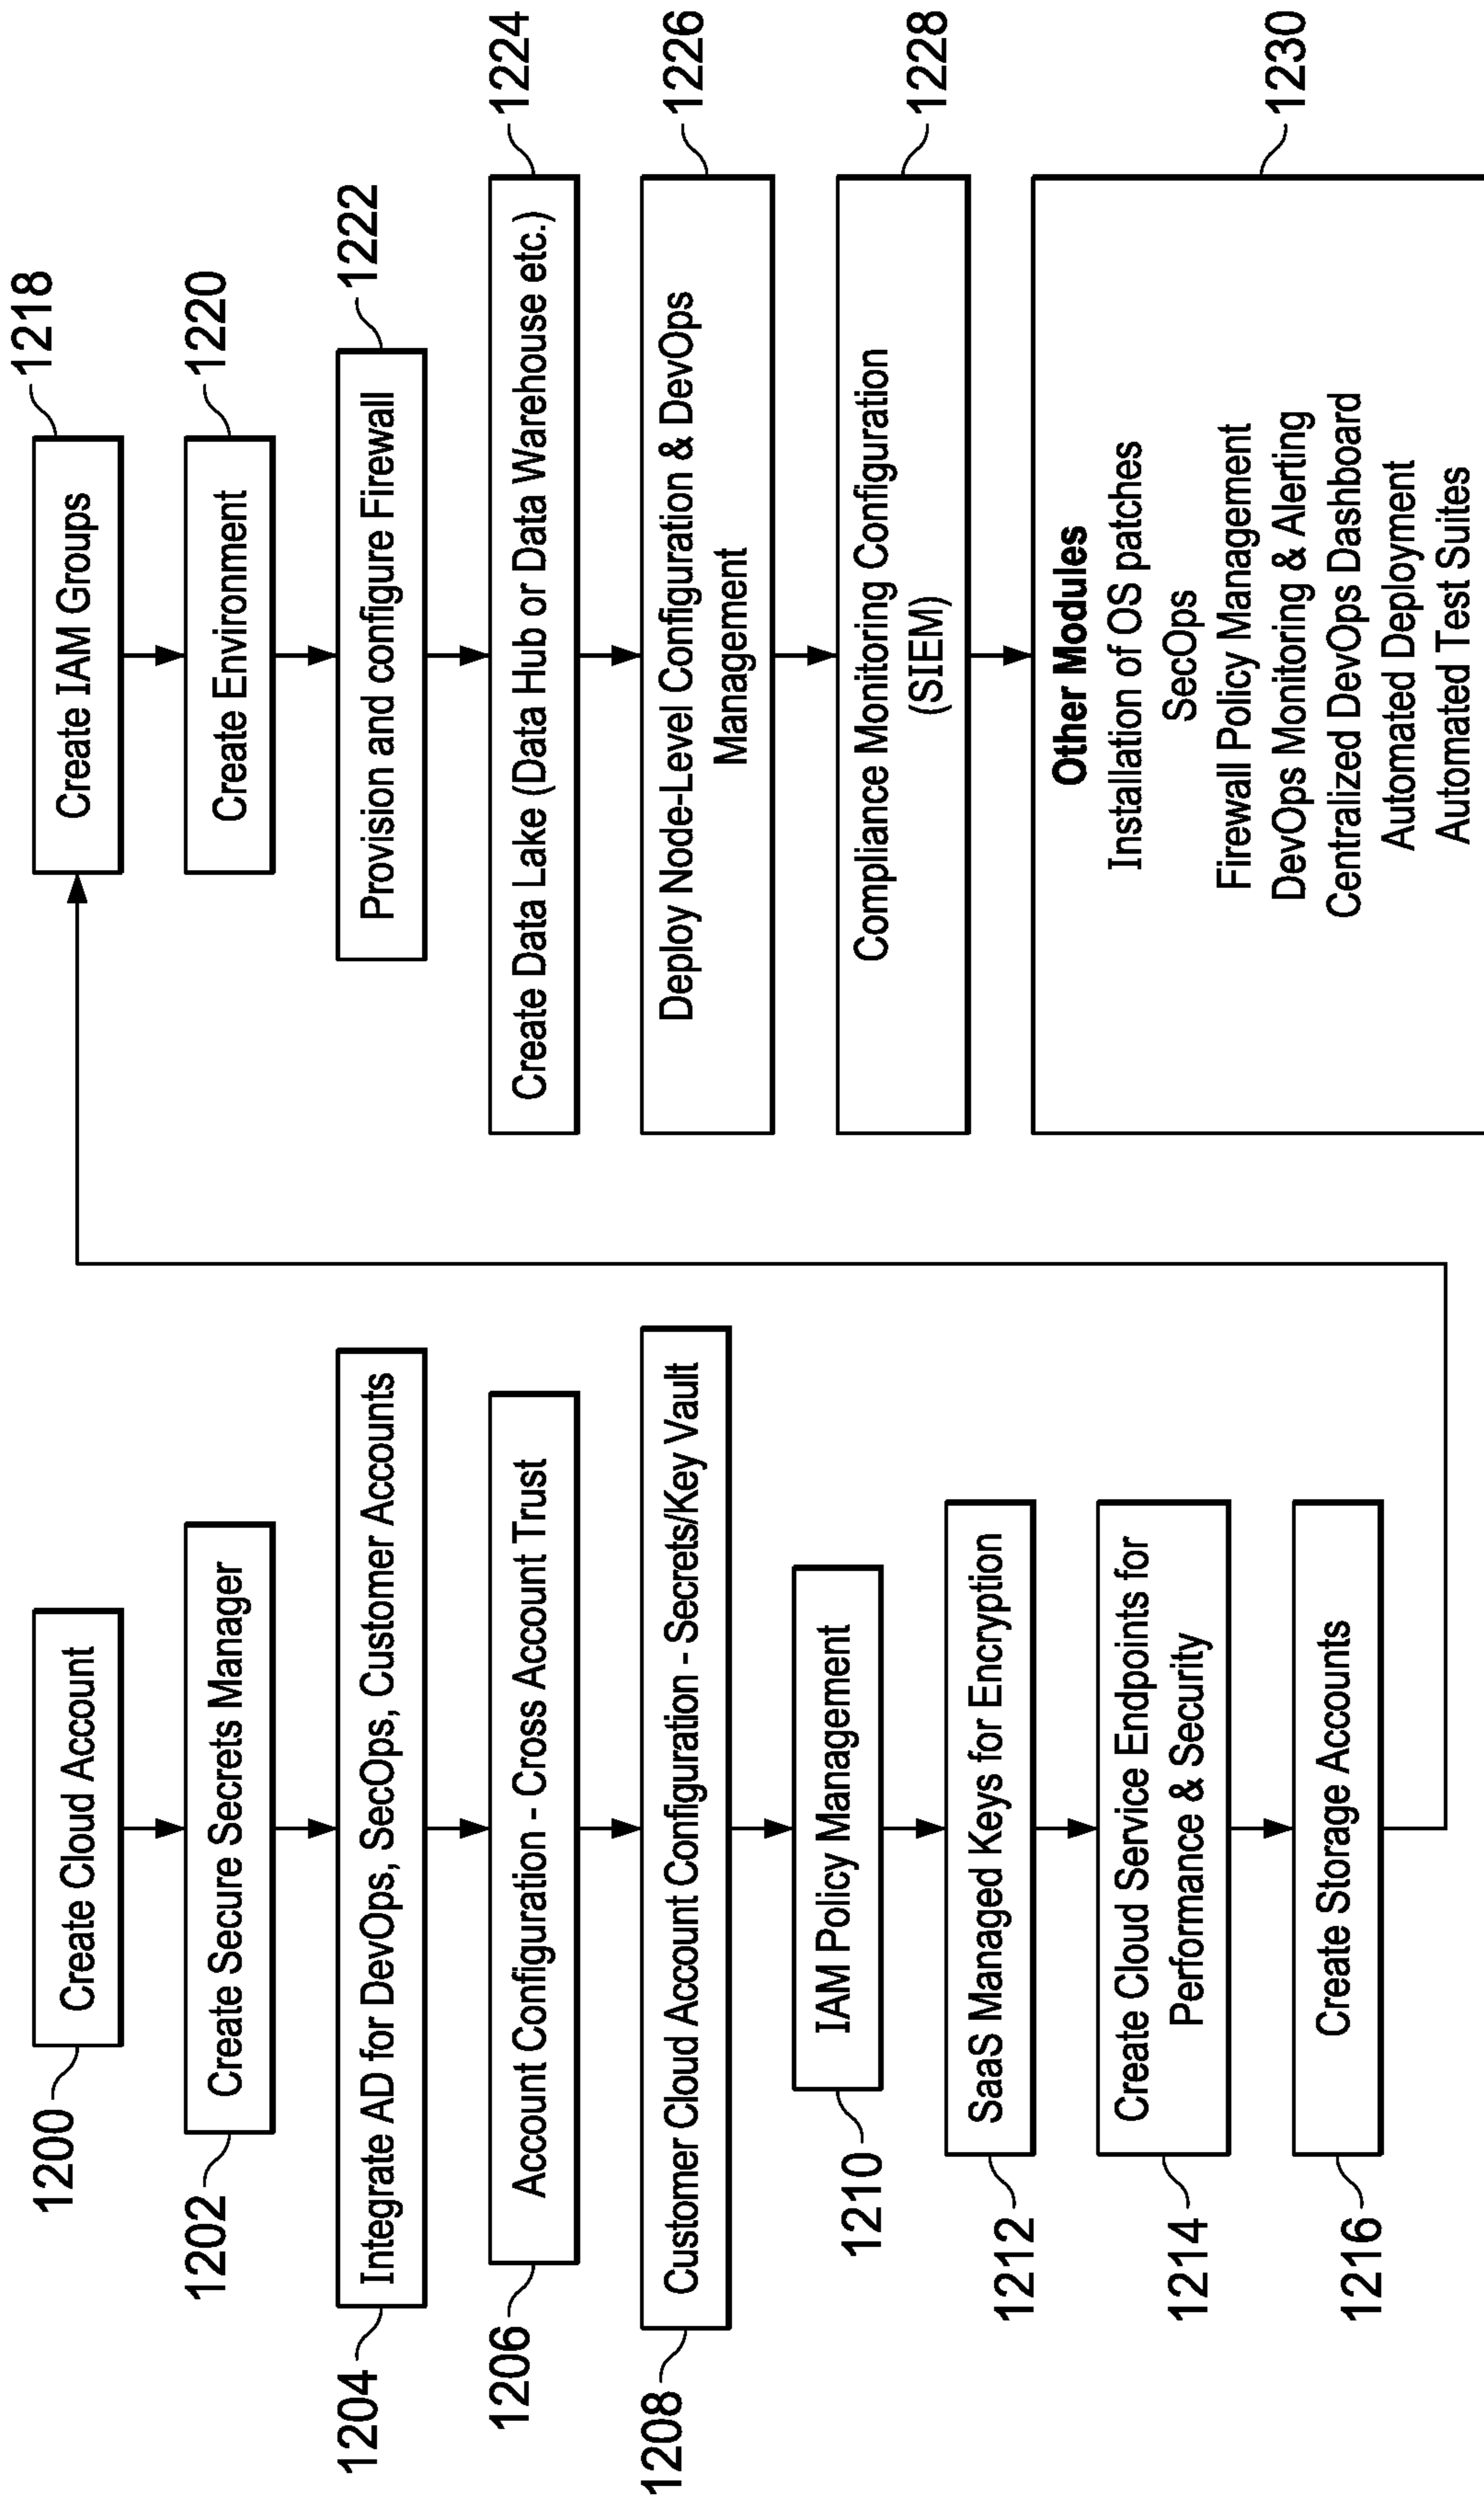 1200
Create Cloud Account
1202
Create Secure Secrets Manager
1204
Integrate AD for DevOps, SecOps, Customer Accounts
1206
Account Configuration - Cross Account Trust
1208
Customer Cloud Account Configuration - Secrets/Key Vault
1210
IAM Policy Management
1212
SaaS Managed Keys for Encryption
1214
Create Cloud Service Endpoints for
Performance & Security
1216
Create Storage Accounts
1218
Create IAM Groups
1220
Create Environment
1222
Provision and configure Firewall
1224
Create Data Lake (Data Hub or Data Warehouse etc.)
1226
Deploy Node-Level Configuration & DevOps
Management
1228
Compliance Monitoring Configuration
(SIEM)
1230
Other Modules
Installation of OS patches
SecOps
Firewall Policy Management
DevOps Monitoring & Alerting
Centralized DevOps Dashboard
Automated Deployment
Automated Test Suites